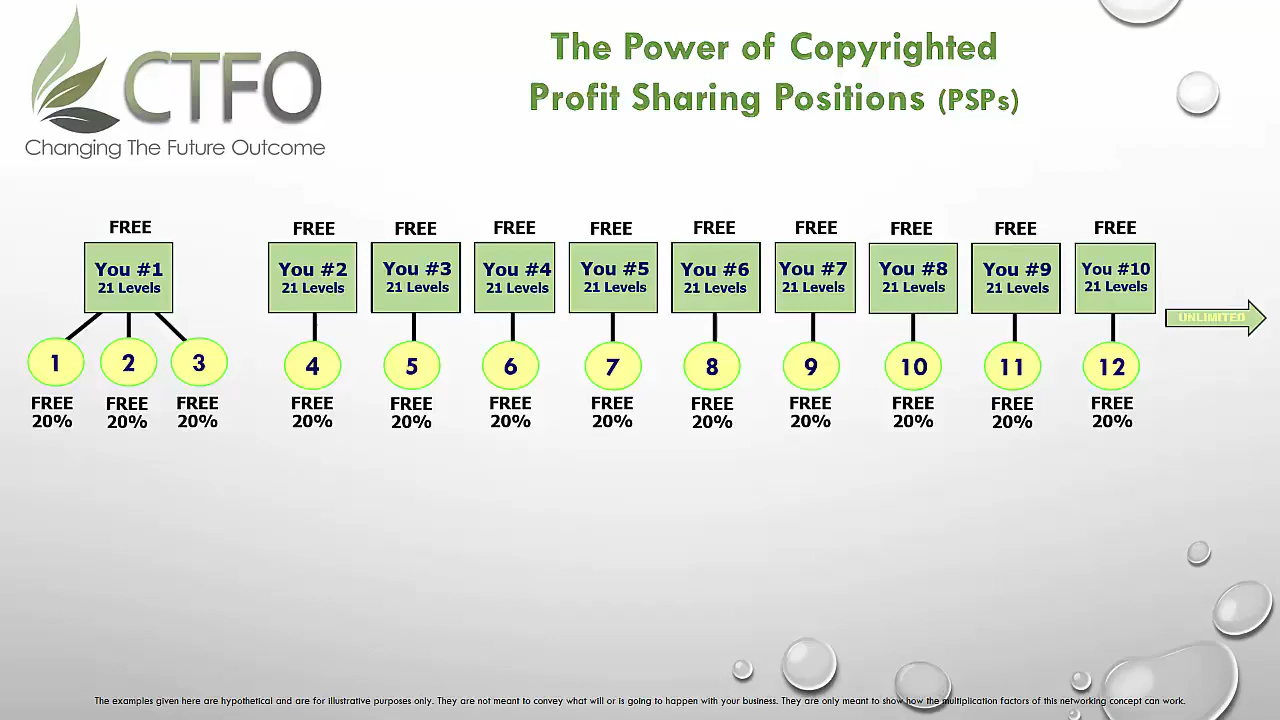 CTFO
Changing The Future Outcome
The Power of Copyrighted
Profit Sharing Positions (PSPs)
FREE FREE FREE FREE FREE FREE FREE FREE FREE FREE
You #1 You #2 You #3 You #4 You #5 You #6 You #7 You #8 You #9 You #10
21 Levels 21 Levels 21 Levels 21 Levels 21 Levels 21 Levels 21 Levels 21 Levels 21 Levels 21 Levels
UNLIMITED
1 2 3 4 5 6 7 8 9 10 11 12
FREE FREE FREE FREE FREE FREE FREE FREE FREE FREE FREE FREE
20% 20% 20% 20% 20% 20% 20% 20% 20% 20% 20% 20%
The examples given here are hypothetical and are for illustrative purposes only. They are not meant to convey what will or is going to happen with your business. They are only meant to show how the multiplication factors of this networking concept can work.